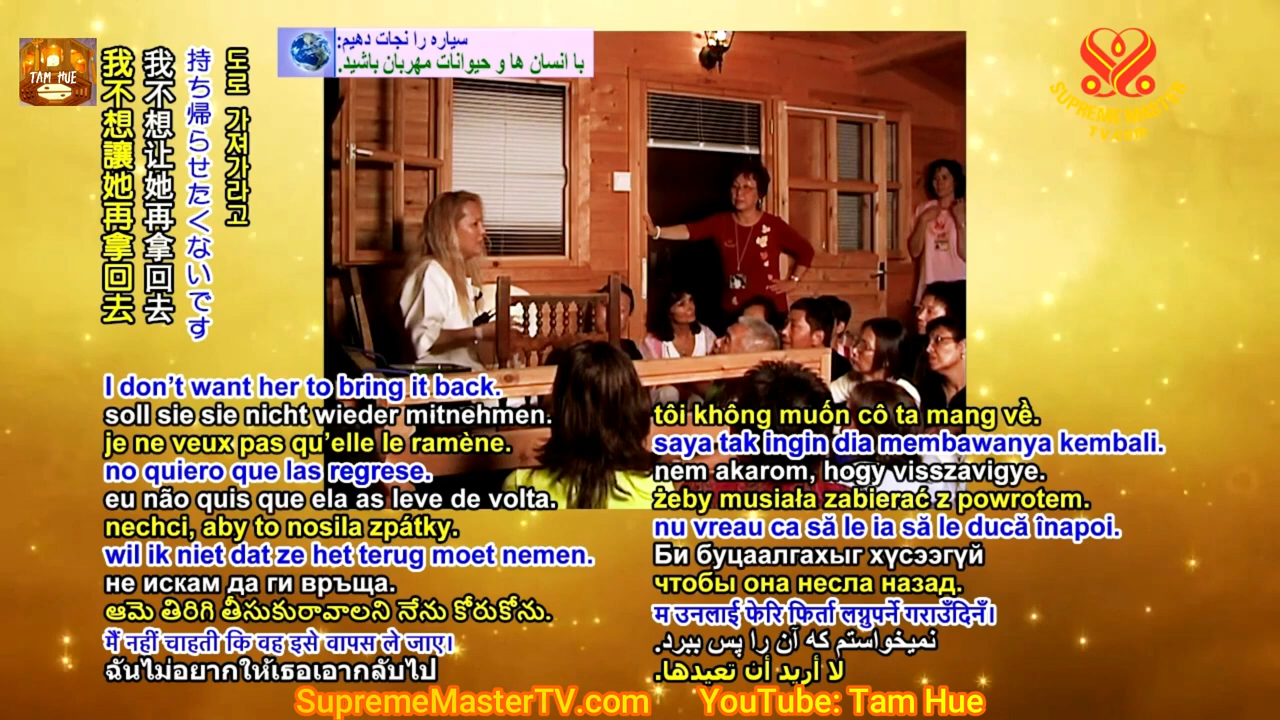 TAM HUE
我不想讓她再拿回去
我不想让她再拿回去
持ち帰らせたくないです
도로 가져가라고
سیاره را نجات دهیم:
با انسان ها و حیوانات مهربان باشید.
SUPREME MASTER
TV.COM
I don't want her to bring it back.
soll sie sie nicht wieder mitnehmen.
je ne veux pas qu'elle le ramène.
no quiero que las regrese.
eu não quis que ela as leve de volta.
nechci, aby to nosila zpátky.
wil ik niet dat ze het terug moet nemen.
не искам да ги връща.
ఆమె తిరిగి తీసుకురావాలని నేను కోరుకోను.
मैं नहीं चाहती कि वह इसे वापस ले जाए।
ฉันไม่อยากให้เธอเอากลับไป
tôi không muốn cô ta mang về.
saya tak ingin dia membawanya kembali.
nem akarom, hogy visszavigye.
żeby musiała zabierać z powrotem.
nu vreau ca să le ia să le ducă înapoi.
Би буцаалгахыг хүсээгүй
чтобы она несла назад.
म उनलाई फेरि फिर्ता लग्नुपर्ने गराउँदिनँ।
نمیخواستم که آن را پس ببرد.
لا أريد أن تعيدها.
SupremeMasterTV.com YouTube: Tam Hue